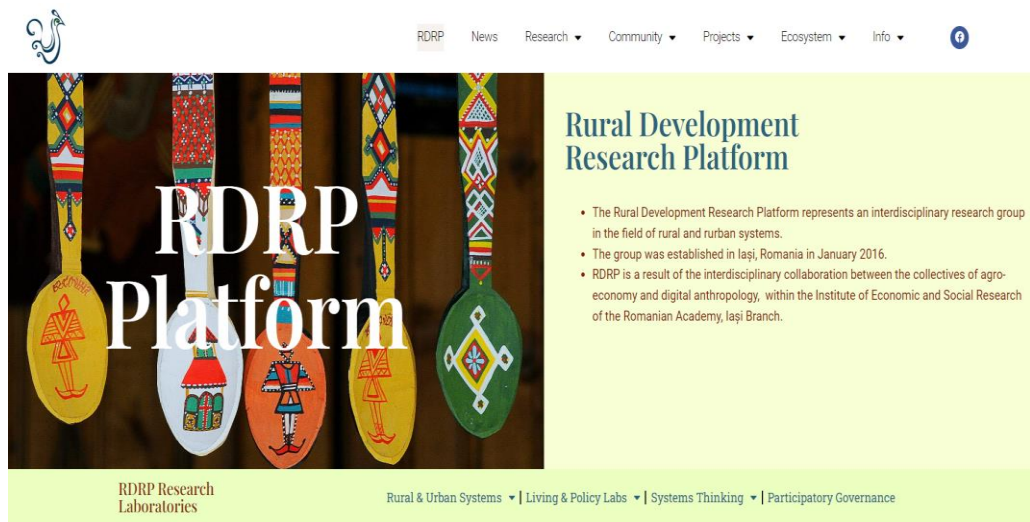 RDRP News Research Community Projects Ecosystem Info
RDRP
Platform
Rural Development
Research Platform
• The Rural Development Research Platform represents an interdisciplinary research group
in the field of rural and rurban systems.
• The group was established in Iași, Romania in January 2016.
• RDRP is a result of the interdisciplinary collaboration between the collectives of agro-
economy and digital anthropology, within the Institute of Economic and Social Research
of the Romanian Academy, Iași Branch.
RDRP Research
Laboratories
Rural & Urban Systems | Living & Policy Labs | Systems Thinking | Participatory Governance